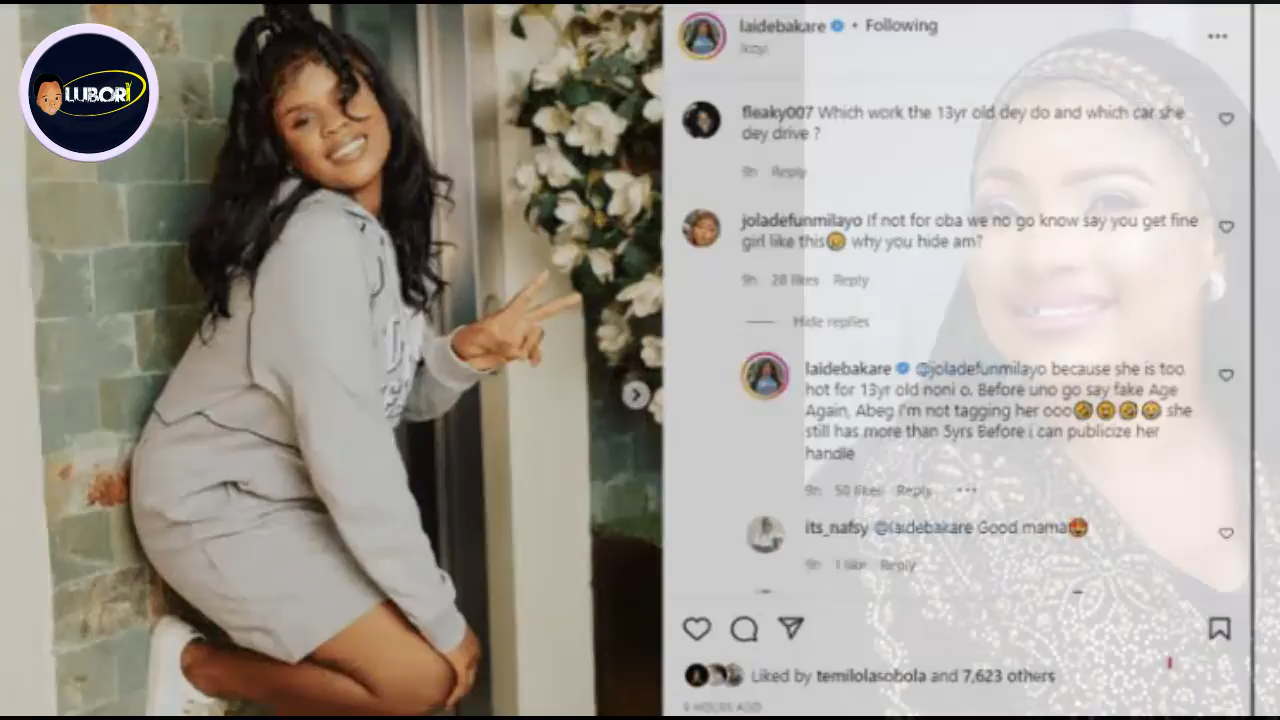 LUBORI
laidebakare • Following
fleaky007 Which work the 13yr old dey do and which car she
dey drive ?
9h Reply
joladefunmilayo If not for oba we no go know say you get fine
girl like this😢 why you hide am?
9h 28 likes Reply
Hide replies
laidebakare @joladefunmilayo because she is too
hot for 13yr old noni o. Before uno go say fake Age
Again, Abeg I'm not tagging her ooo she
still has more than 5yrs Before i can publicize her
handle
9h 50 likes Reply
its_nafsy @laidebakare Good mama😍
9h 1 like Reply
Liked by temilolasobola and 7,623 others
9 HOURS AGO